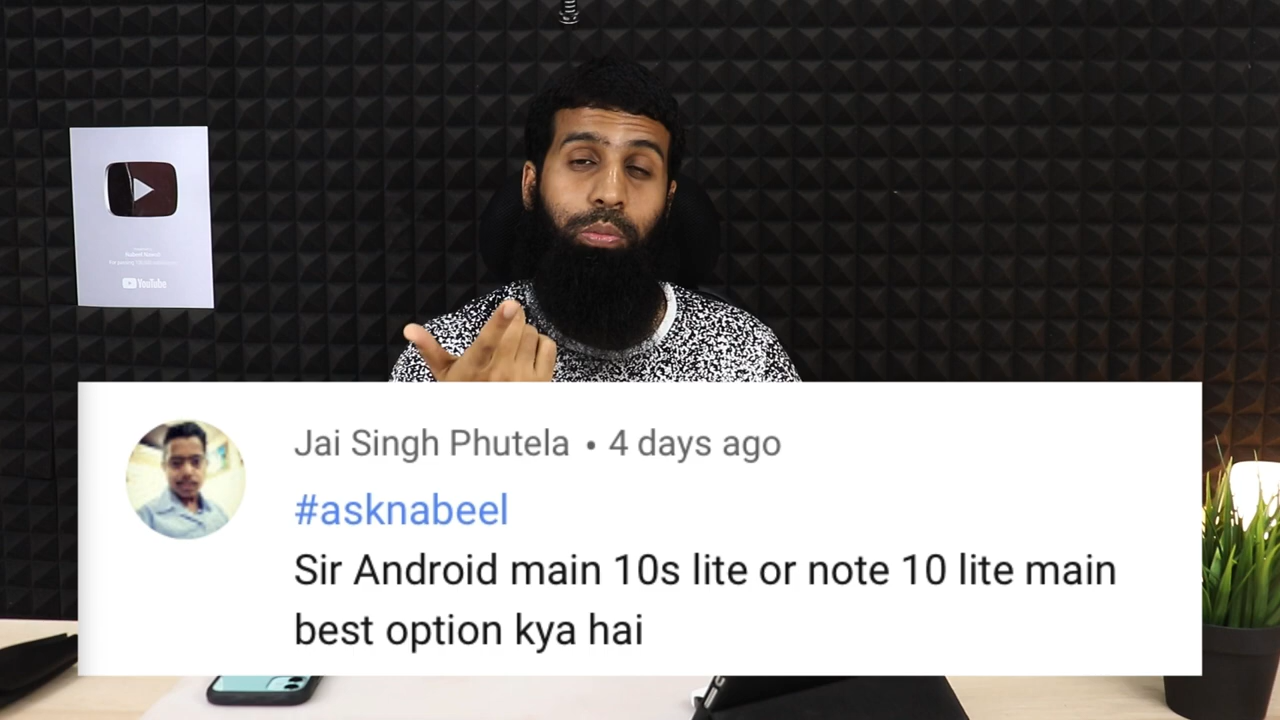 YouTube
Jai Singh Phutela • 4 days ago
#asknabeel
Sir Android main 10s lite or note 10 lite main
best option kya hai